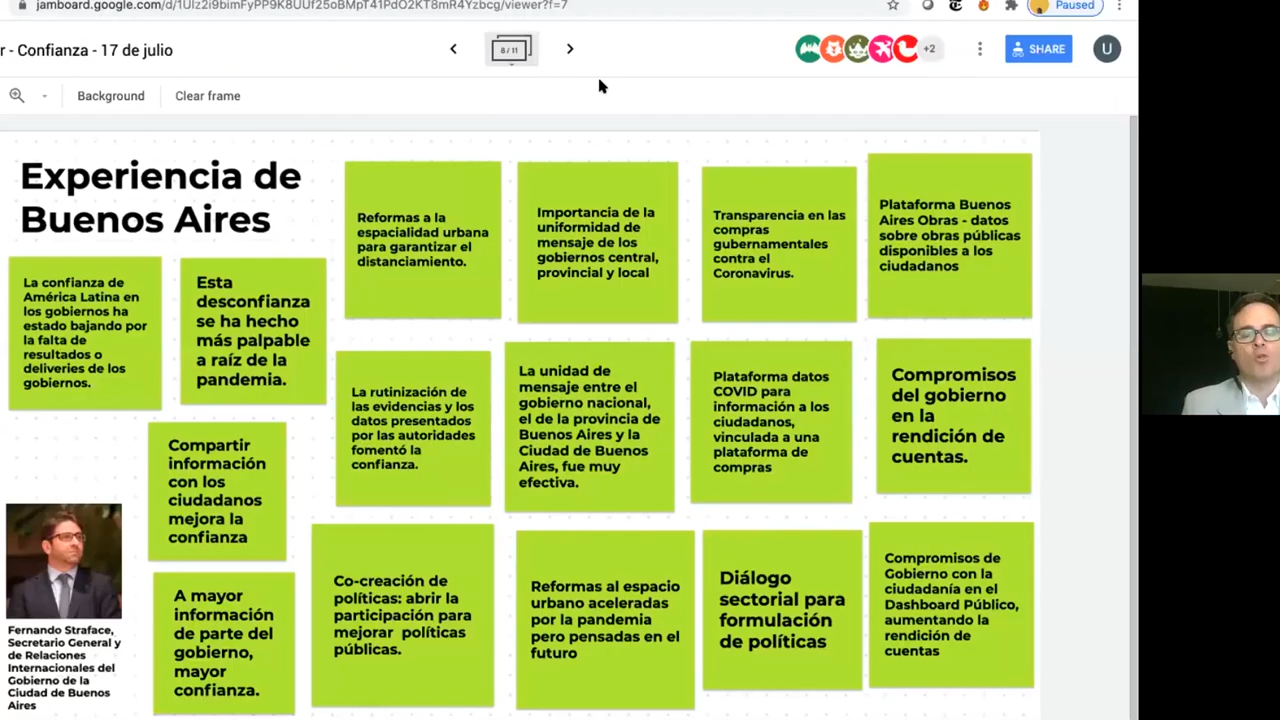 jamboard.google.com/d/1UIz2i9bimFyPP9K8UUf25oBMpT41PdO2KT8mR4Yzbcg/viewer?f=7
Paused
r - Confianza - 17 de julio
8 / 11
+2
SHARE
U
Background
Clear frame
Experiencia de
Buenos Aires
Reformas a la
espacialidad urbana
para garantizar el
distanciamiento.
Importancia de la
uniformidad de
mensaje de los
gobiernos central,
provincial y local
Transparencia en las
compras
gubernamentales
contra el
Coronavirus.
Plataforma Buenos
Aires Obras - datos
sobre obras públicas
disponibles a los
ciudadanos
La confianza de
América Latina en
los gobiernos ha
estado bajando por
la falta de
resultados o
deliveries de los
gobiernos.
Esta
desconfianza
se ha hecho
más palpable
a raíz de la
pandemia.
La rutinización de
las evidencias y los
datos presentados
por las autoridades
fomentó la
confianza.
La unidad de
mensaje entre el
gobierno nacional,
el de la provincia de
Buenos Aires y la
Ciudad de Buenos
Aires, fue muy
efectiva.
Plataforma datos
COVID para
información a los
ciudadanos,
vinculada a una
plataforma de
compras
Compromisos
del gobierno
en la
rendición de
cuentas.
Compartir
información
con los
ciudadanos
mejora la
confianza
Fernando Straface,
Secretario General y
de Relaciones
Internacionales del
Gobierno de la
Ciudad de Buenos
Aires
A mayor
información
de parte del
gobierno,
mayor
confianza.
Co-creación de
políticas: abrir la
participación para
mejorar políticas
públicas.
Reformas al espacio
urbano aceleradas
por la pandemia
pero pensadas en el
futuro
Diálogo
sectorial para
formulación
de políticas
Compromisos de
Gobierno con la
ciudadanía en el
Dashboard Público,
aumentando la
rendición de
cuentas